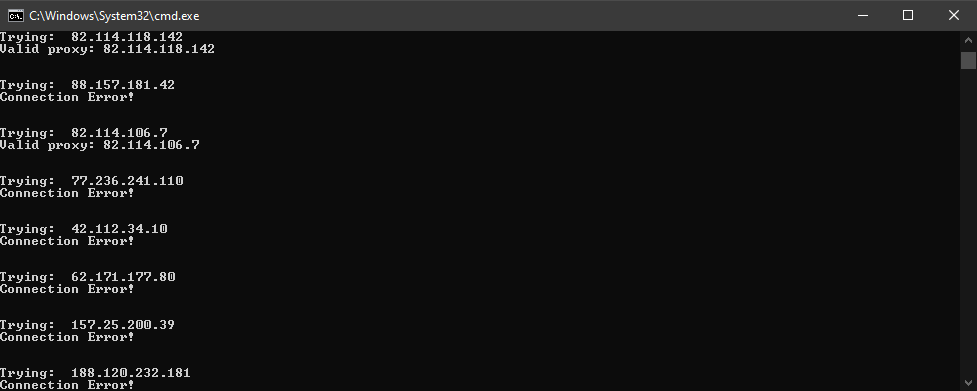 C:\Windows\System32\cmd.exe
Trying:  82.114.118.142
Valid proxy: 82.114.118.142
Trying:  88.157.181.42
Connection Error!
Trying:  82.114.106.7
Valid proxy: 82.114.106.7
Trying:  77.236.241.110
Connection Error!
Trying:  42.112.34.10
Connection Error!
Trying:  62.171.177.80
Connection Error!
Trying:  157.25.200.39
Connection Error!
Trying:  188.120.232.181
Connection Error!